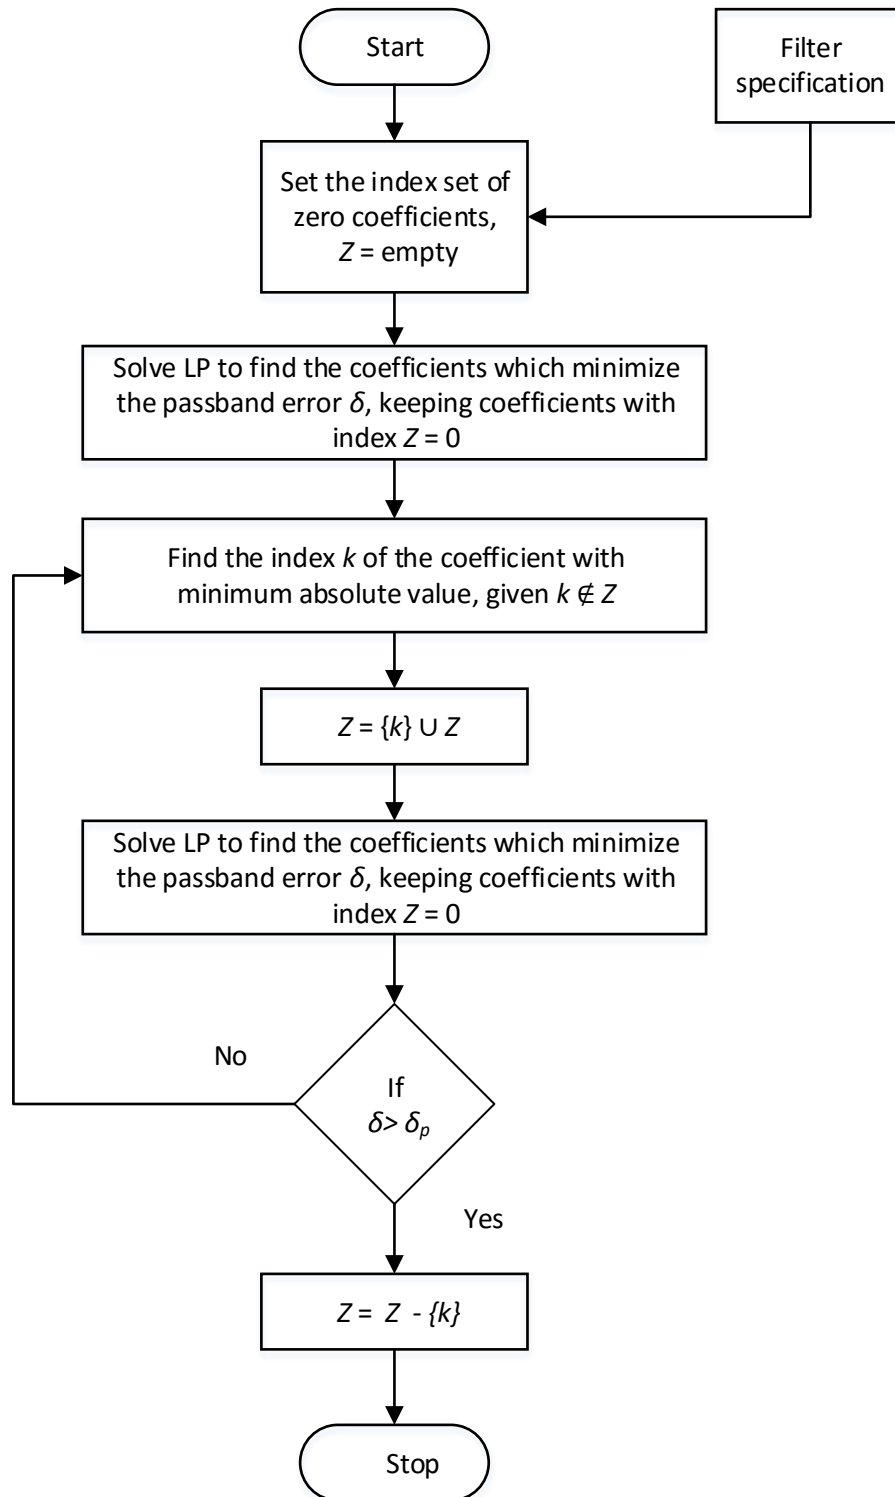 Start
Filter
specification
Set the index set of
zero coefficients,
Z = empty
Solve LP to find the coefficients which minimize
the passband error δ, keeping coefficients with
index Z = 0
Find the index k of the coefficient with
minimum absolute value, given k ∉ Z
Z = {k} ∪ Z
Solve LP to find the coefficients which minimize
the passband error δ, keeping coefficients with
index Z = 0
No
If
δ> δₚ
Yes
Z = Z - {k}
Stop